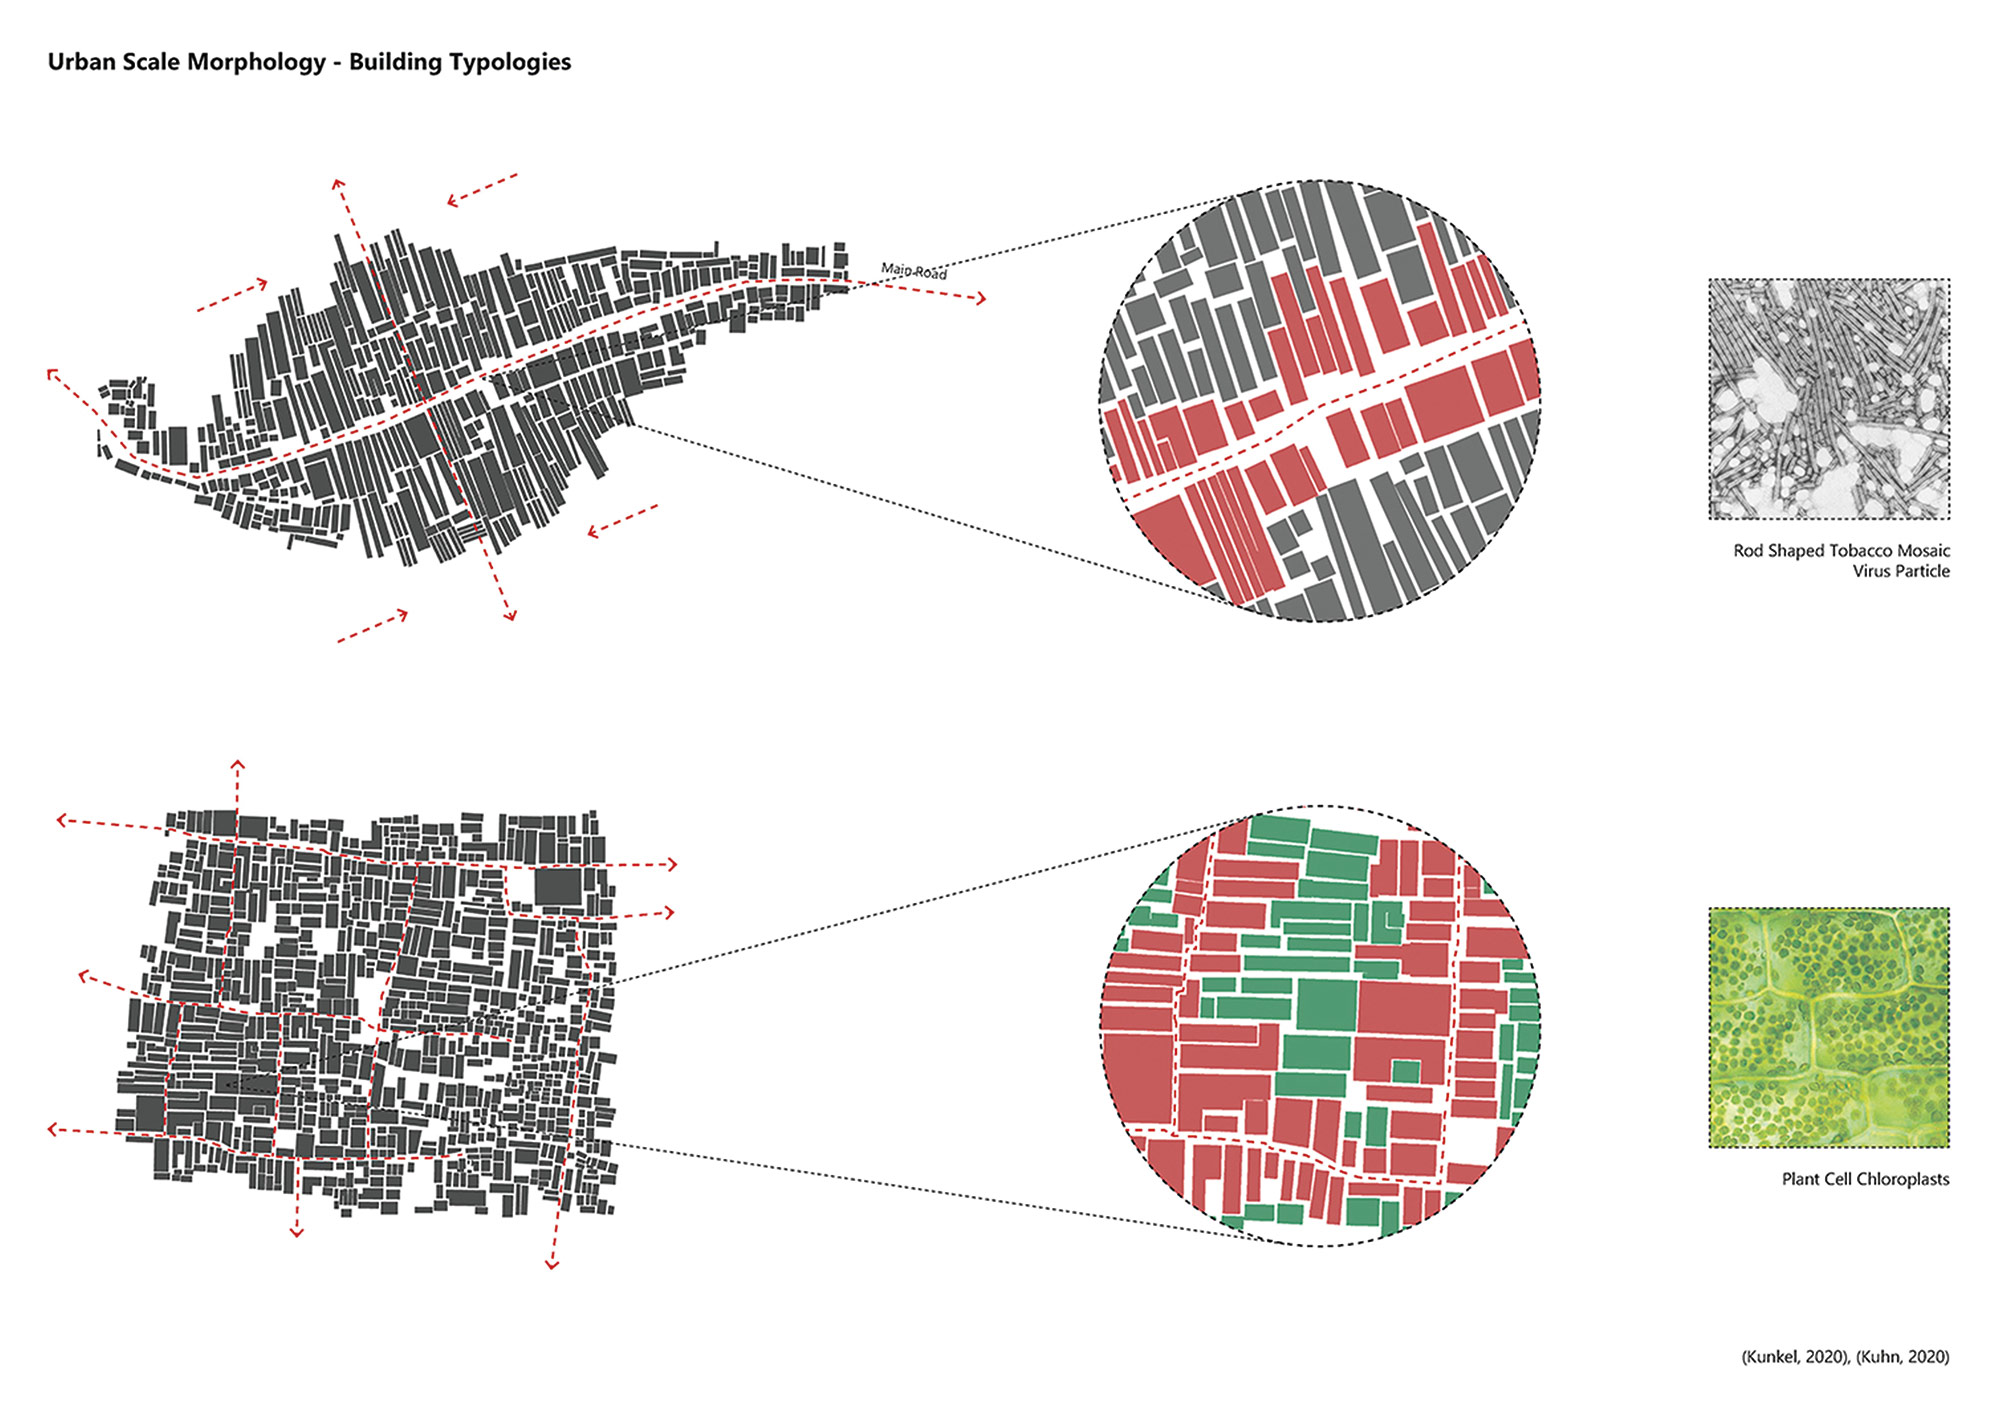 Urban Scale Morphology - Building Typologies
Main Road
Rod Shaped Tobacco Mosaic
Virus Particle
Plant Cell Chloroplasts
(Kunkel, 2020), (Kuhn, 2020)